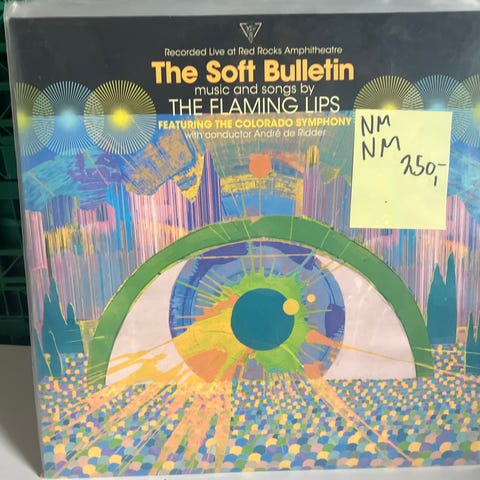 Recorded Live at Red Rocks Amphitheatre
The Soft Bulletin
music and songs by
THE FLAMING LIPS
FEATURING THE COLORADO SYMPHONY
with conductor André de Ridder
NM
NM
250,-